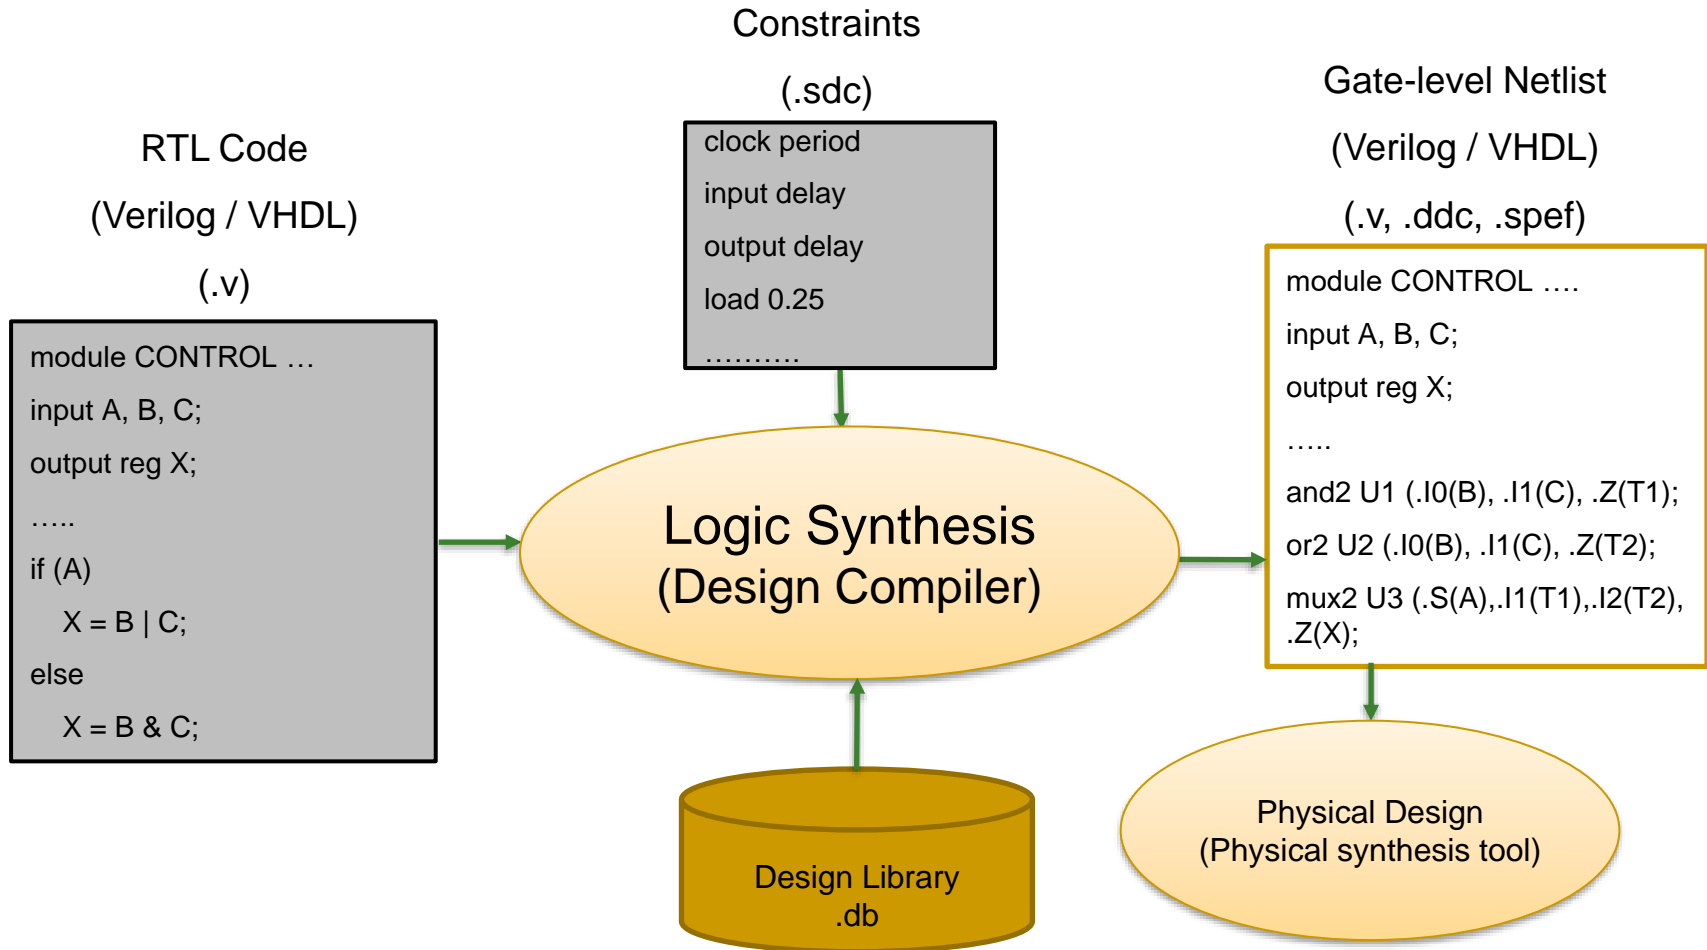 Constraints
(.sdc)
clock period
input delay
output delay
load 0.25
……….
RTL Code
(Verilog / VHDL)
(.v)
module CONTROL …
input A, B, C;
output reg X;
…..
if (A)
X = B | C;
else
X = B & C;
Logic Synthesis
(Design Compiler)
Design Library
.db
Gate-level Netlist
(Verilog / VHDL)
(.v, .ddc, .spef)
module CONTROL ….
input A, B, C;
output reg X;
…..
and2 U1 (.I0(B), .I1(C), .Z(T1);
or2 U2 (.I0(B), .I1(C), .Z(T2);
mux2 U3 (.S(A),.I1(T1),.I2(T2),
.Z(X);
Physical Design
(Physical synthesis tool)